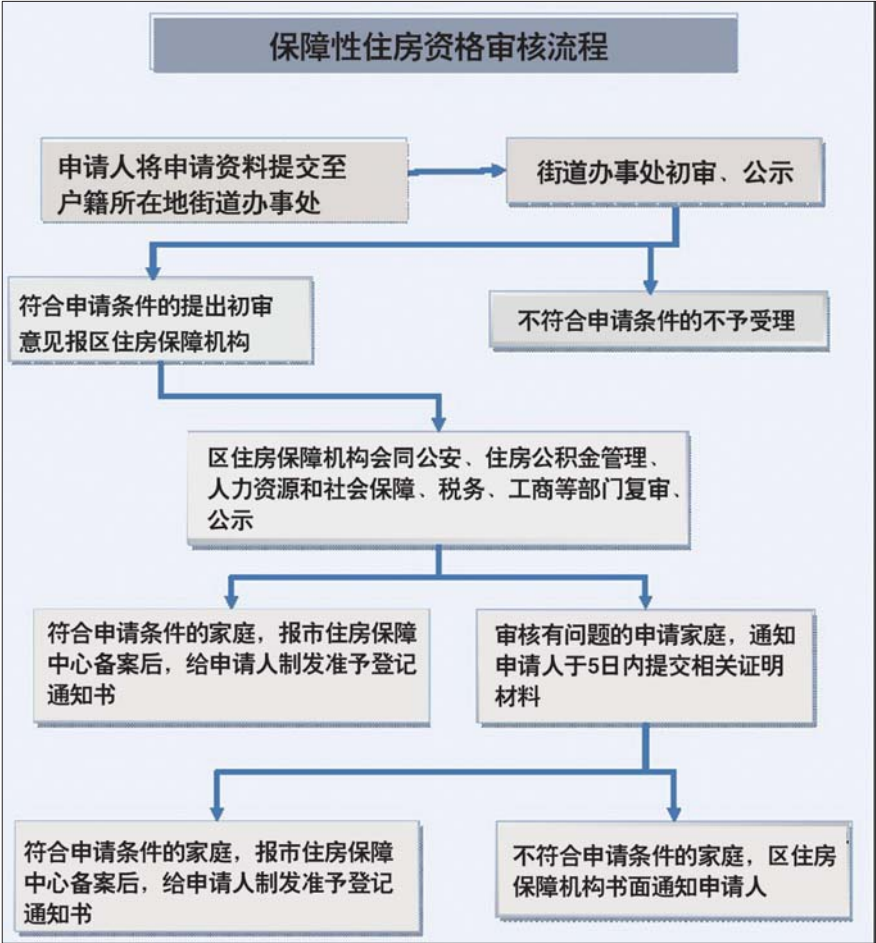 保障性住房资格审核流程
申请人将申请资料提交至
户籍所在地街道办事处
街道办事处初审、公示
符合申请条件的提出初审
意见报区住房保障机构
不符合申请条件的不予受理
区住房保障机构会同公安、住房公积金管理、
人力资源和社会保障、税务、工商等部门复审、
公示
符合申请条件的家庭，报市住房保障
中心备案后，给申请人制发准予登记
通知书
审核有问题的申请家庭，通知
申请人于5日内提交相关证明
材料
符合申请条件的家庭，报市住房保障
中心备案后，给申请人制发准予登记
通知书
不符合申请条件的家庭，区住房
保障机构书面通知申请人